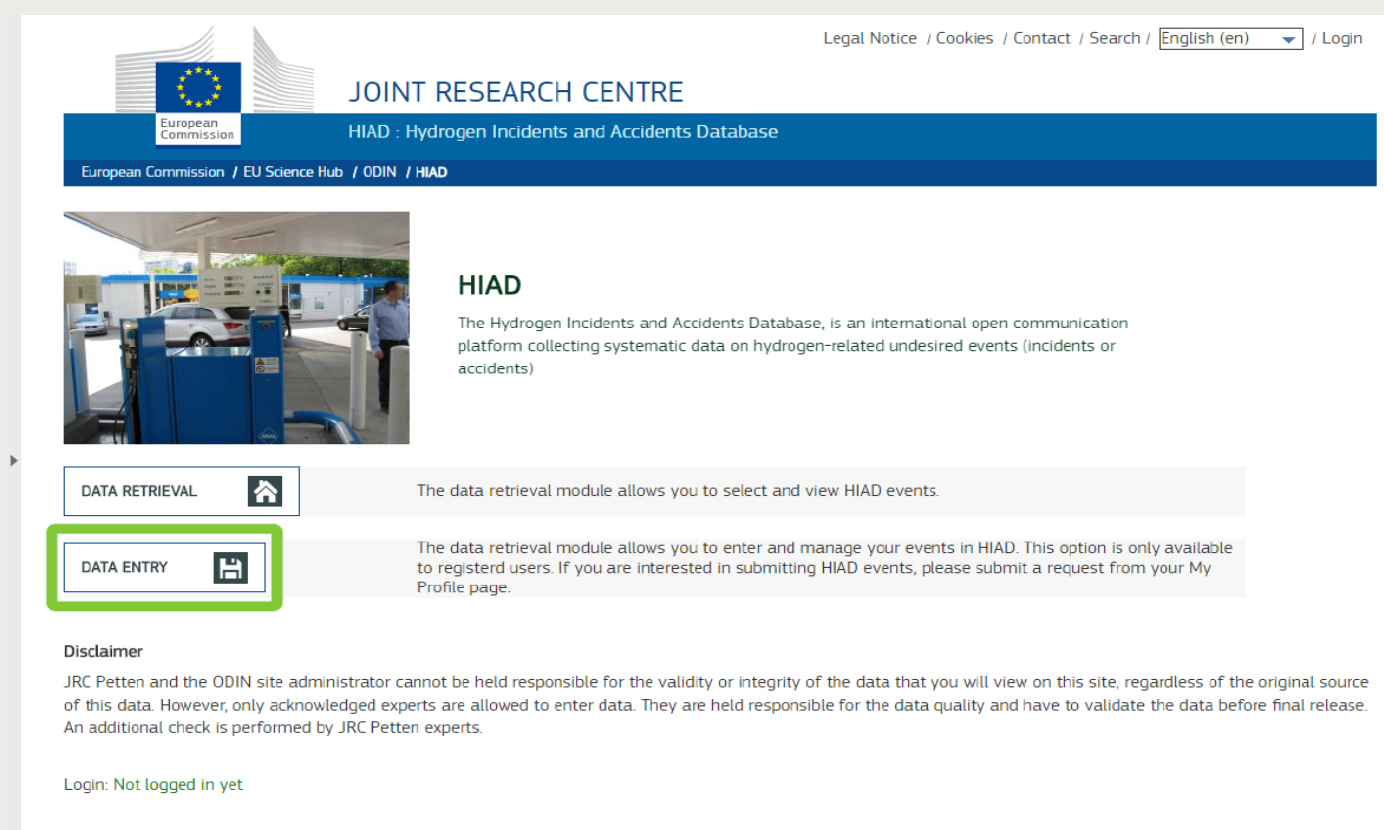 Legal Notice / Cookies / Contact / Search / English (en) / Login
JOINT RESEARCH CENTRE
European
Commission
HIAD : Hydrogen Incidents and Accidents Database
European Commission / EU Science Hub / ODIN / HIAD
HIAD
The Hydrogen Incidents and Accidents Database, is an international open communication
platform collecting systematic data on hydrogen-related undesired events (incidents or
accidents)
DATA RETRIEVAL
The data retrieval module allows you to select and view HIAD events.
DATA ENTRY
The data retrieval module allows you to enter and manage your events in HIAD. This option is only available
to registerd users. If you are interested in submitting HIAD events, please submit a request from your My
Profile page.
Disclaimer
JRC Petten and the ODIN site administrator cannot be held responsible for the validity or integrity of the data that you will view on this site, regardless of the original source
of this data. However, only acknowledged experts are allowed to enter data. They are held responsible for the data quality and have to validate the data before final release.
An additional check is performed by JRC Petten experts.
Login: Not logged in yet